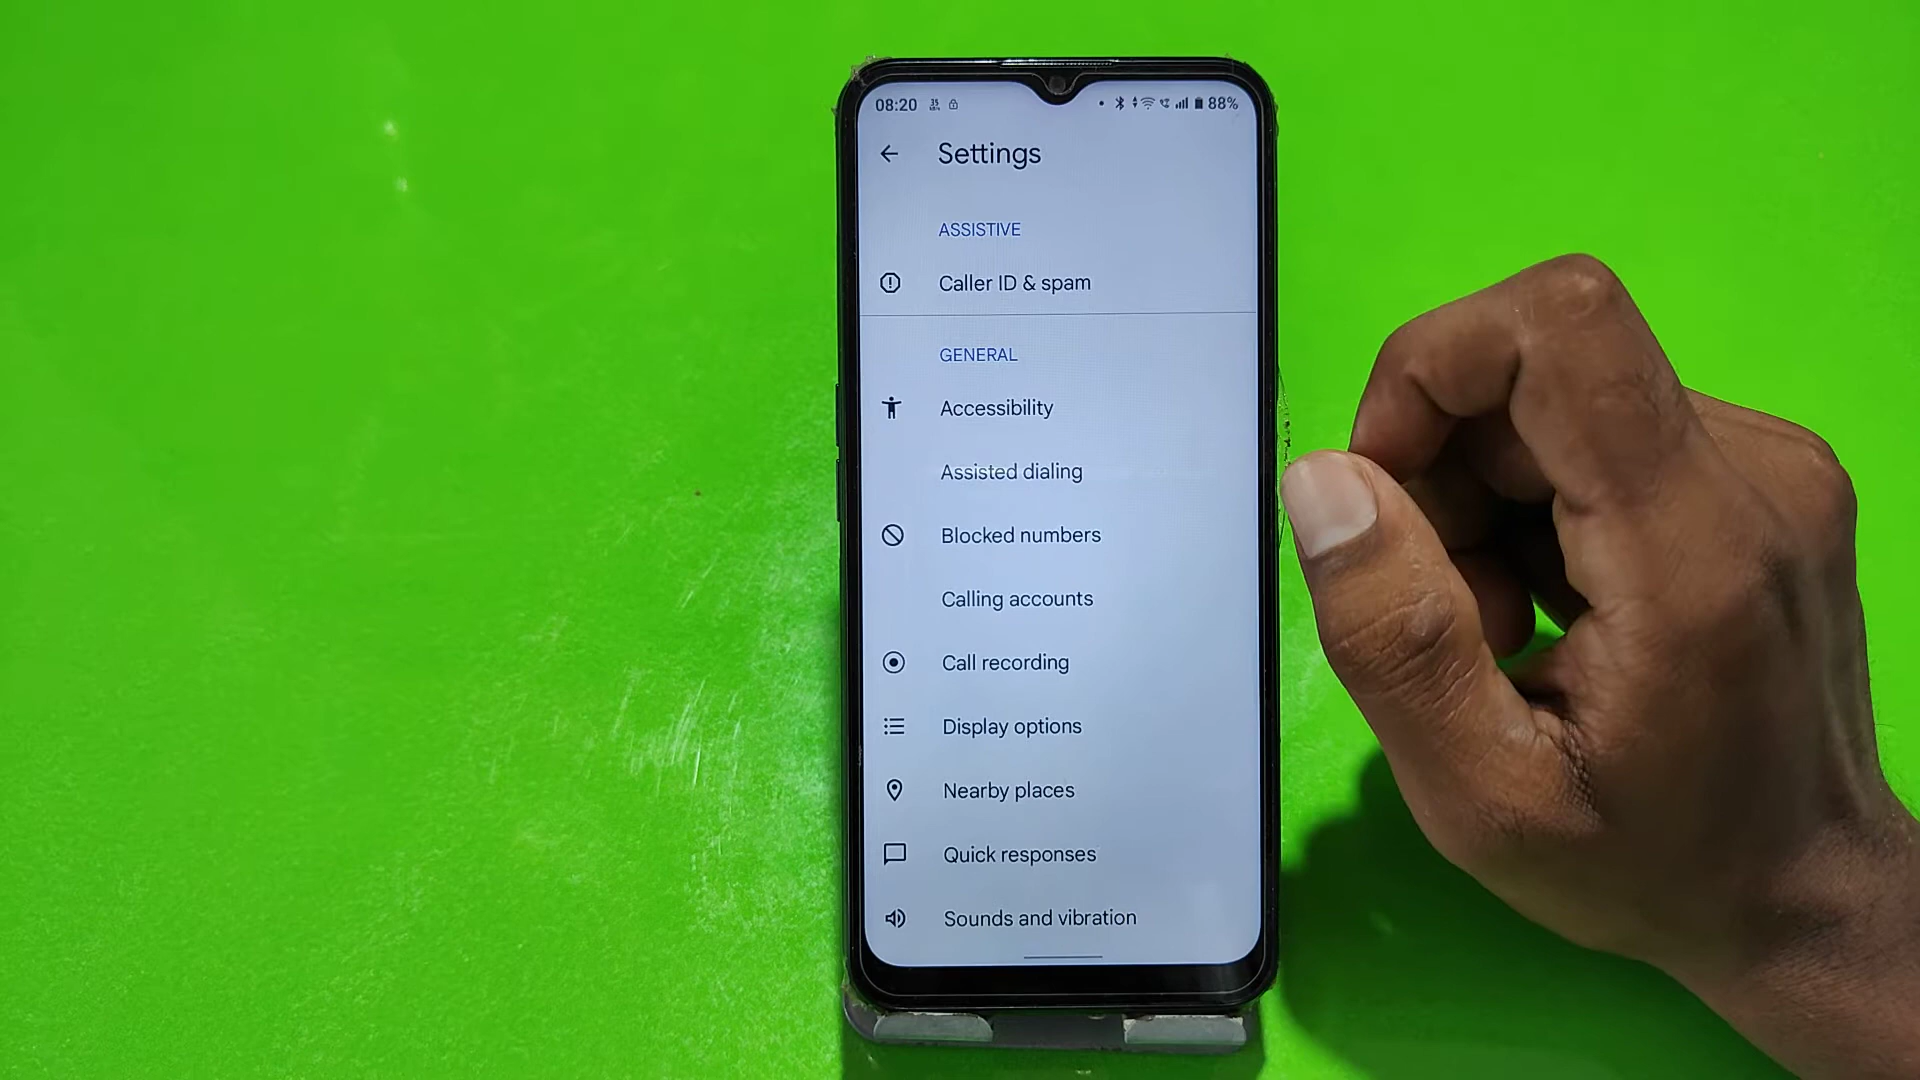 08:20
88%
Settings
ASSISTIVE
Caller ID & spam
GENERAL
Accessibility
Assisted dialing
Blocked numbers
Calling accounts
Call recording
Display options
Nearby places
Quick responses
Sounds and vibration